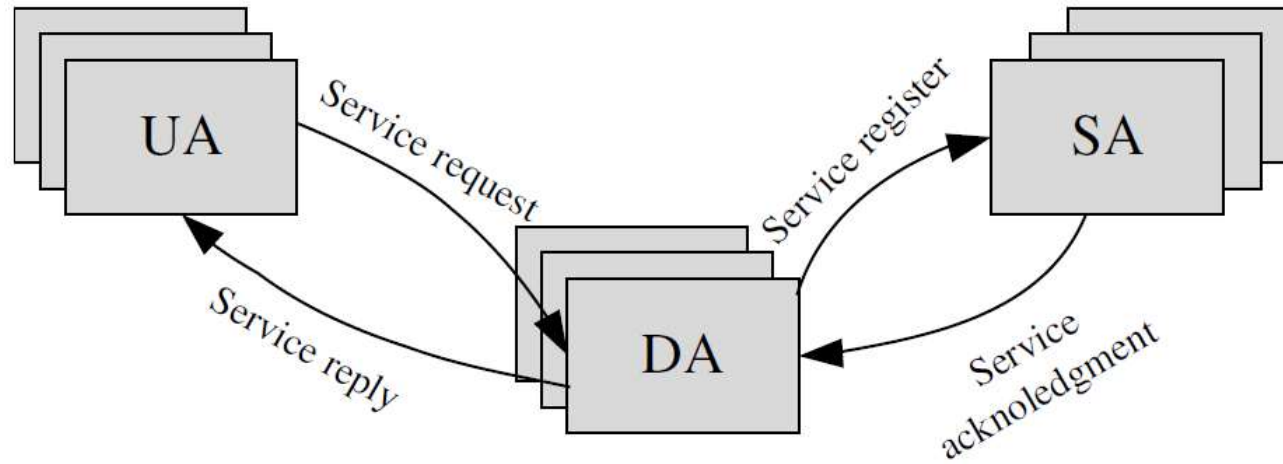 UA
Service request
Service reply
DA
Service register
SA
Service
acknoledgment